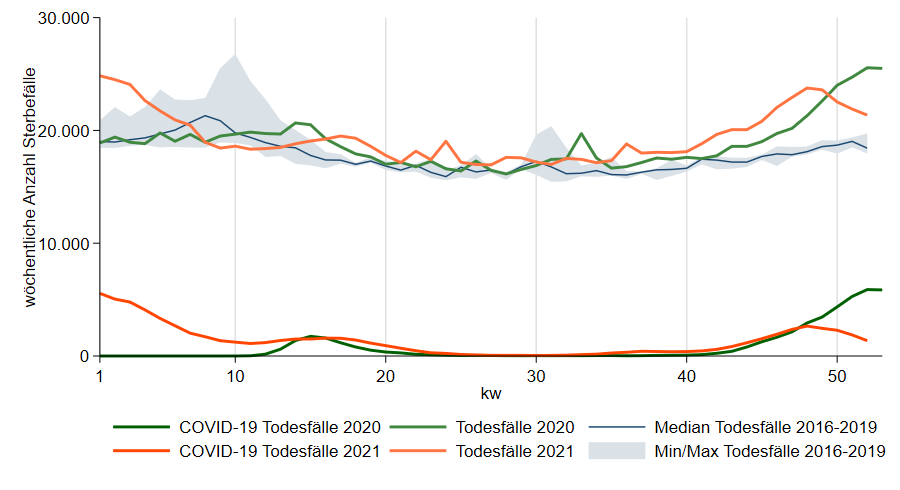 30.000
20.000
10.000
0
wöchentliche Anzahl Sterbefälle
1 10 20 30 40 50
kw
COVID-19 Todesfälle 2020 Todesfälle 2020 Median Todesfälle 2016-2019
COVID-19 Todesfälle 2021 Todesfälle 2021 Min/Max Todesfälle 2016-2019